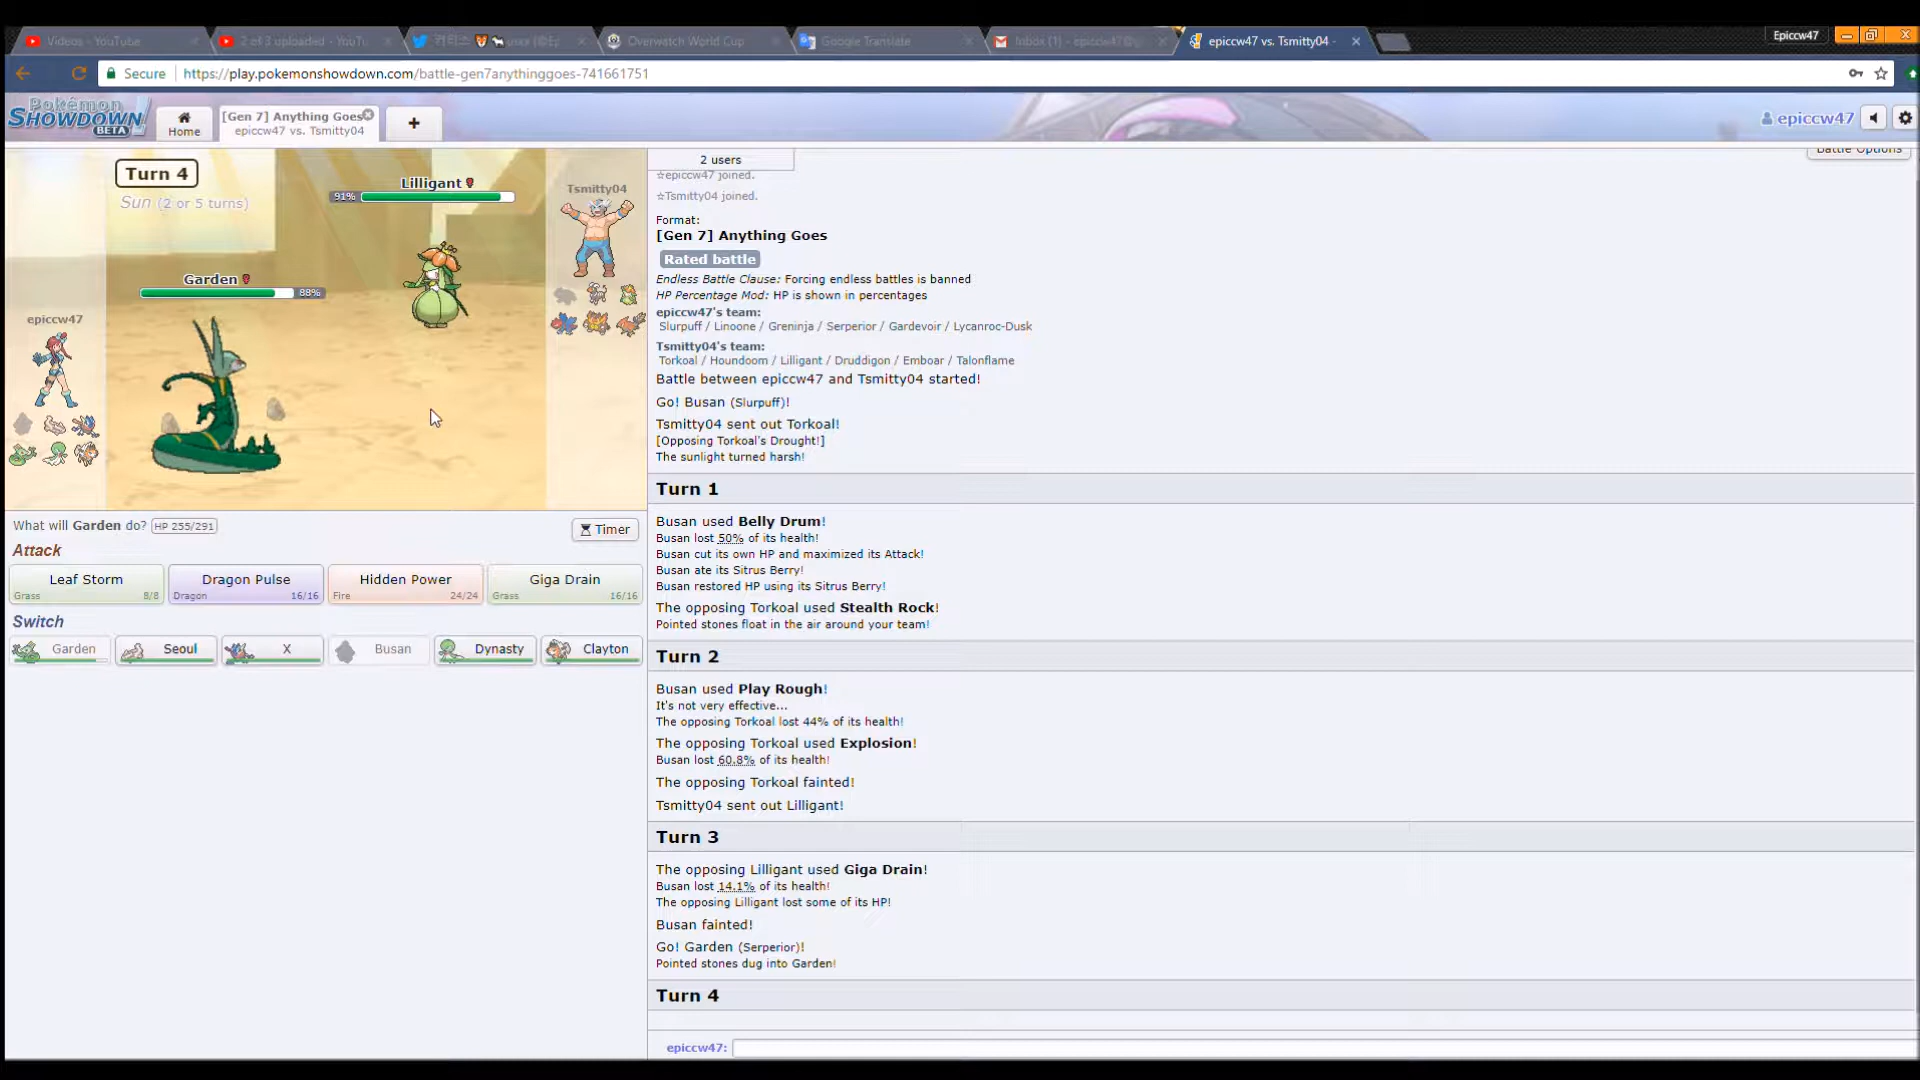 Videos - YouTube
2 of 3 uploaded - YouTu
Overwatch World Cup
Google Translate
Inbox (1) - epiccw47@g
epiccw47 vs. Tsmitty04 -
Epiccw47
Secure
https://play.pokemonshowdown.com/battle-gen7anythinggoes-741661751
Pokémon
SHOWDOWN
BETA
Home
[Gen 7] Anything Goes
epiccw47 vs. Tsmitty04
+
epiccw47
Turn 4
Sun (2 or 5 turns)
Lilligant
91%
Tsmitty04
Garden
88%
epiccw47
What will Garden do? HP 255/291
Timer
Attack
Leaf Storm
Grass 8/8
Dragon Pulse
Dragon 16/16
Hidden Power
Fire 24/24
Giga Drain
Grass 16/16
Switch
Garden
Seoul
X
Busan
Dynasty
Clayton
2 users
Battle Options
☆epiccw47 joined.
☆Tsmitty04 joined.
Format:
[Gen 7] Anything Goes
Rated battle
Endless Battle Clause: Forcing endless battles is banned
HP Percentage Mod: HP is shown in percentages
epiccw47's team:
Slurpuff / Linoone / Greninja / Serperior / Gardevoir / Lycanroc-Dusk
Tsmitty04's team:
Torkoal / Houndoom / Lilligant / Druddigon / Emboar / Talonflame
Battle between epiccw47 and Tsmitty04 started!
Go! Busan (Slurpuff)!
Tsmitty04 sent out Torkoal!
[Opposing Torkoal's Drought!]
The sunlight turned harsh!
Turn 1
Busan used Belly Drum!
Busan lost 50% of its health!
Busan cut its own HP and maximized its Attack!
Busan ate its Sitrus Berry!
Busan restored HP using its Sitrus Berry!
The opposing Torkoal used Stealth Rock!
Pointed stones float in the air around your team!
Turn 2
Busan used Play Rough!
It's not very effective...
The opposing Torkoal lost 44% of its health!
The opposing Torkoal used Explosion!
Busan lost 60.8% of its health!
The opposing Torkoal fainted!
Tsmitty04 sent out Lilligant!
Turn 3
The opposing Lilligant used Giga Drain!
Busan lost 14.1% of its health!
The opposing Lilligant lost some of its HP!
Busan fainted!
Go! Garden (Serperior)!
Pointed stones dug into Garden!
Turn 4
epiccw47: